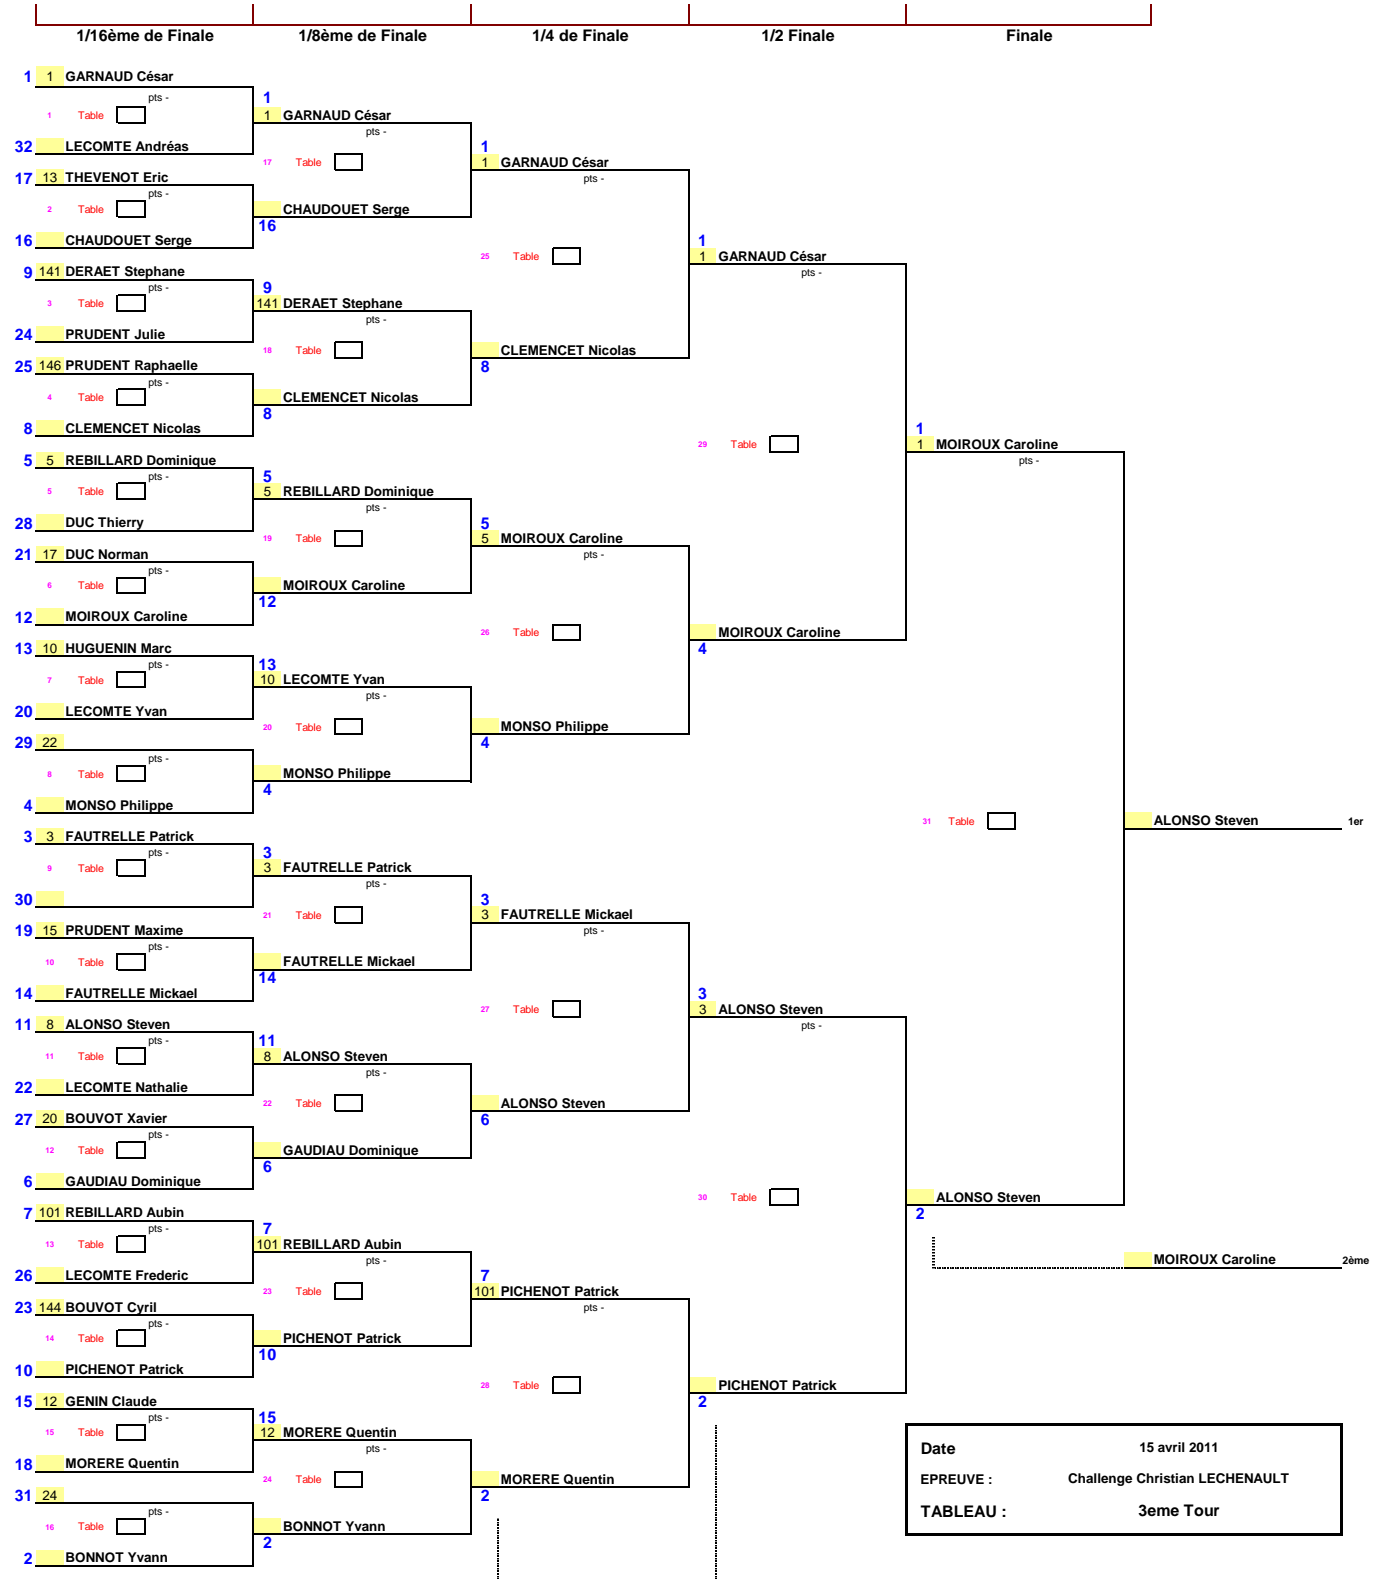 1/16ème de Finale 1/8ème de Finale 1/4 de Finale 1/2 Finale Finale
1 1 GARNAUD César
pts -
1 Table
32 LECOMTE Andréas
17 13 THEVENOT Eric
pts -
2 Table
16 CHAUDOUET Serge
9 141 DERAET Stephane
pts -
3 Table
24 PRUDENT Julie
25 146 PRUDENT Raphaelle
pts -
4 Table
8 CLEMENCET Nicolas
5 5 REBILLARD Dominique
pts -
5 Table
28 DUC Thierry
21 17 DUC Norman
pts -
6 Table
12 MOIROUX Caroline
13 10 HUGUENIN Marc
pts -
7 Table
20 LECOMTE Yvan
29 22
pts -
8 Table
4 MONSO Philippe
3 3 FAUTRELLE Patrick
pts -
9 Table
30
19 15 PRUDENT Maxime
pts -
10 Table
14 FAUTRELLE Mickael
11 8 ALONSO Steven
pts -
11 Table
22 LECOMTE Nathalie
27 20 BOUVOT Xavier
pts -
12 Table
6 GAUDIAU Dominique
7 101 REBILLARD Aubin
pts -
13 Table
26 LECOMTE Frederic
23 144 BOUVOT Cyril
pts -
14 Table
10 PICHENOT Patrick
15 12 GENIN Claude
pts -
15 Table
18 MORERE Quentin
31 24
pts -
16 Table
2 BONNOT Yvann
1
1 GARNAUD César
pts -
17 Table
CHAUDOUET Serge
16
9
141 DERAET Stephane
pts -
18 Table
CLEMENCET Nicolas
8
5
5 REBILLARD Dominique
pts -
19 Table
MOIROUX Caroline
12
13
10 LECOMTE Yvan
pts -
20 Table
MONSO Philippe
4
3
3 FAUTRELLE Patrick
pts -
21 Table
FAUTRELLE Mickael
14
11
8 ALONSO Steven
pts -
22 Table
GAUDIAU Dominique
6
7
101 REBILLARD Aubin
pts -
23 Table
PICHENOT Patrick
10
15
12 MORERE Quentin
pts -
24 Table
BONNOT Yvann
2
1
1 GARNAUD César
pts -
25 Table
CLEMENCET Nicolas
8
5
5 MOIROUX Caroline
pts -
26 Table
MONSO Philippe
4
3
3 FAUTRELLE Mickael
pts -
27 Table
ALONSO Steven
6
7
101 PICHENOT Patrick
pts -
28 Table
MORERE Quentin
2
1
1 GARNAUD César
pts -
29 Table
MOIROUX Caroline
4
3
3 ALONSO Steven
pts -
30 Table
PICHENOT Patrick
2
1
1 MOIROUX Caroline
pts -
31 Table
ALONSO Steven
2
ALONSO Steven 1er
MOIROUX Caroline 2ème
Date 15 avril 2011
EPREUVE : Challenge Christian LECHENAULT
TABLEAU : 3eme Tour